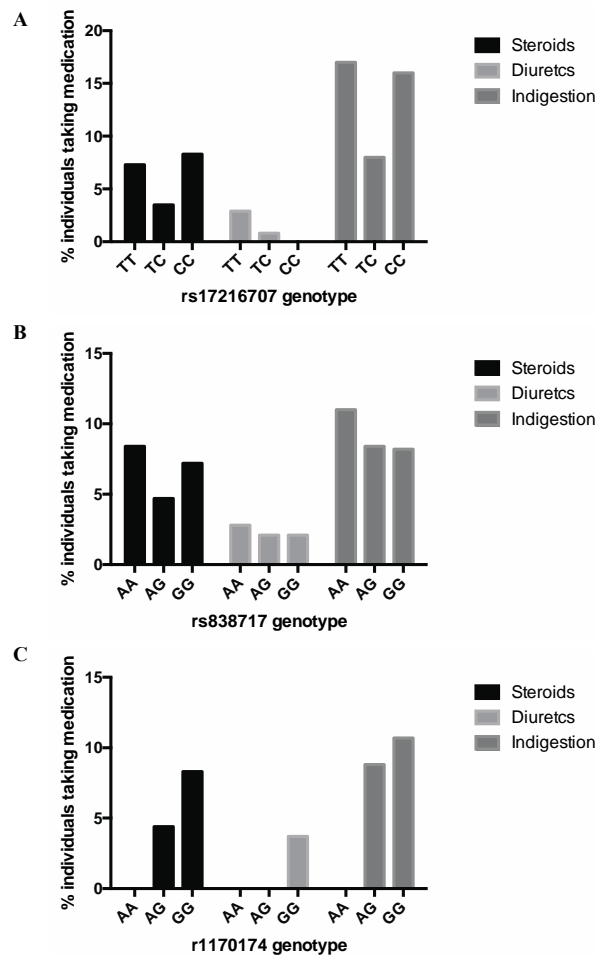 A
% individuals taking medication
20
15
10
5
0
TT TC CC TT TC CC TT TC CC
rs17216707 genotype
Steroids
Diuretcs
Indigestion
B
% individuals taking medication
15
10
5
0
AA AG GG AA AG GG AA AG GG
rs838717 genotype
Steroids
Diuretcs
Indigestion
C
% individuals taking medication
15
10
5
0
AA AG GG AA AG GG AA AG GG
r1170174 genotype
Steroids
Diuretcs
Indigestion